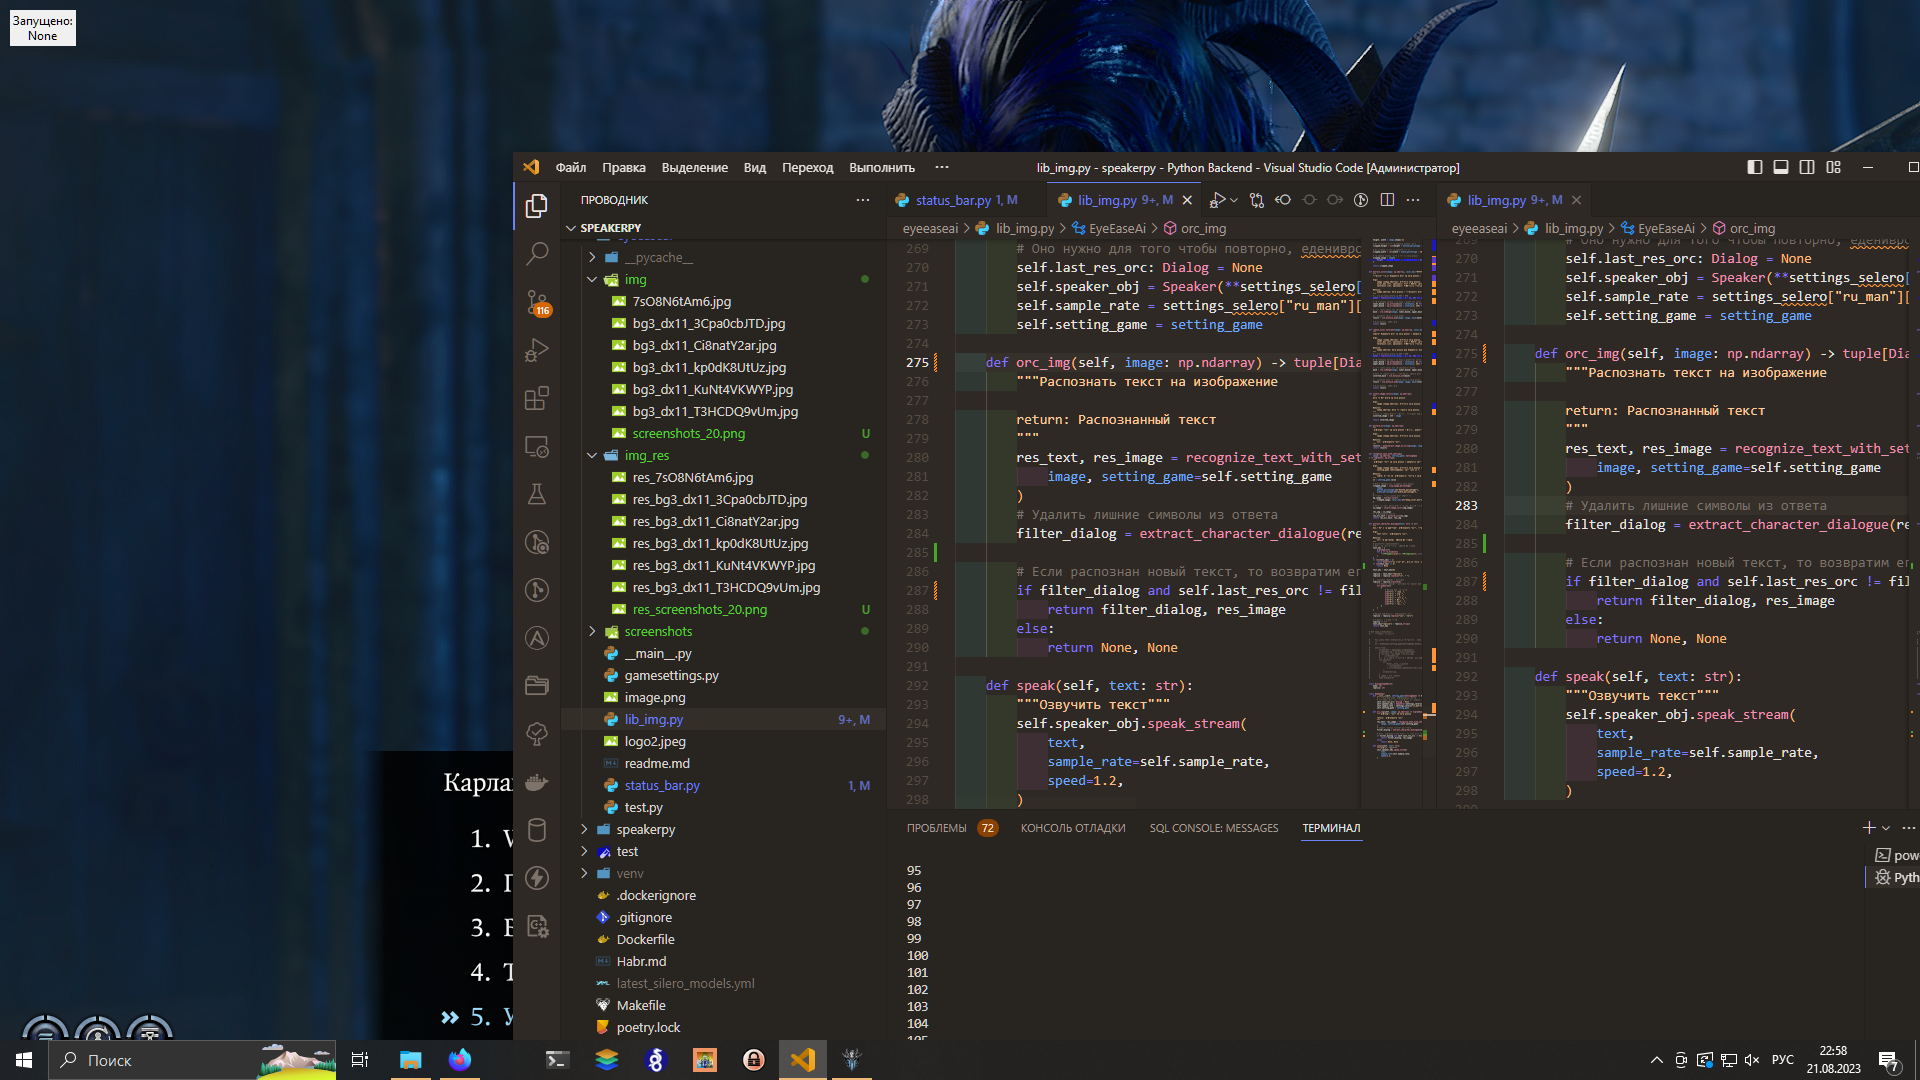 Запущено:
None
Файл Правка Выделение Вид Переход Выполнить ···
lib_img.py - speakerpy - Python Backend - Visual Studio Code [Администратор]
ПРОВОДНИК
SPEAKERPY
__pycache__
img
7sO8N6tAm6.jpg
bg3_dx11_3Cpa0cbJTD.jpg
bg3_dx11_Ci8natY2ar.jpg
bg3_dx11_kp0dK8UtUz.jpg
bg3_dx11_KuNt4VKWYP.jpg
bg3_dx11_T3HCDQ9vUm.jpg
screenshots_20.png U
img_res
res_7sO8N6tAm6.jpg
res_bg3_dx11_3Cpa0cbJTD.jpg
res_bg3_dx11_Ci8natY2ar.jpg
res_bg3_dx11_kp0dK8UtUz.jpg
res_bg3_dx11_KuNt4VKWYP.jpg
res_bg3_dx11_T3HCDQ9vUm.jpg
res_screenshots_20.png U
screenshots
__main__.py
gamesettings.py
image.png
lib_img.py 9+, M
logo2.jpeg
readme.md
status_bar.py 1, M
test.py
speakerpy
test
venv
.dockerignore
.gitignore
Dockerfile
Habr.md
latest_silero_models.yml
Makefile
poetry.lock
116
status_bar.py 1, M
lib_img.py 9+, M
eyeeaseai > lib_img.py > EyeEaseAi > orc_img
269 # Оно нужно для того чтобы повторно,
270 self.last_res_orc: Dialog = None
271 self.speaker_obj = Speaker(**settings_selero[
272 self.sample_rate = settings_selero["ru_man"][
273 self.setting_game = setting_game
274
275 def orc_img(self, image: np.ndarray) -> tuple[Dia
276 """Распознать текст на изображение
277
278 return: Распознанный текст
279 """
280 res_text, res_image = recognize_text_with_set
281 image, setting_game=self.setting_game
282 )
283 # Удалить лишние символы из ответа
284 filter_dialog = extract_character_dialogue(re
285
286 # Если распознан новый текст, то возвратим ег
287 if filter_dialog and self.last_res_orc != fil
288 return filter_dialog, res_image
289 else:
290 return None, None
291
292 def speak(self, text: str):
293 """Озвучить текст"""
294 self.speaker_obj.speak_stream(
295 text,
296 sample_rate=self.sample_rate,
297 speed=1.2,
298 )
lib_img.py 9+, M
eyeeaseai > lib_img.py > EyeEaseAi > orc_img
269 # Оно нужно для того чтобы повторно,
270 self.last_res_orc: Dialog = None
271 self.speaker_obj = Speaker(**settings_selero[
272 self.sample_rate = settings_selero["ru_man"][
273 self.setting_game = setting_game
274
275 def orc_img(self, image: np.ndarray) -> tuple[Dia
276 """Распознать текст на изображение
277
278 return: Распознанный текст
279 """
280 res_text, res_image = recognize_text_with_set
281 image, setting_game=self.setting_game
282 )
283 # Удалить лишние символы из ответа
284 filter_dialog = extract_character_dialogue(re
285
286 # Если распознан новый текст, то возвратим ег
287 if filter_dialog and self.last_res_orc != fil
288 return filter_dialog, res_image
289 else:
290 return None, None
291
292 def speak(self, text: str):
293 """Озвучить текст"""
294 self.speaker_obj.speak_stream(
295 text,
296 sample_rate=self.sample_rate,
297 speed=1.2,
298 )
ПРОБЛЕМЫ 72 КОНСОЛЬ ОТЛАДКИ SQL CONSOLE: MESSAGES ТЕРМИНАЛ
95
96
97
98
99
100
101
102
103
104
105
pow
Pyth
Карла
1.
2. П
3.
4. Т
5. У
Поиск
РУС
22:58
21.08.2023
7